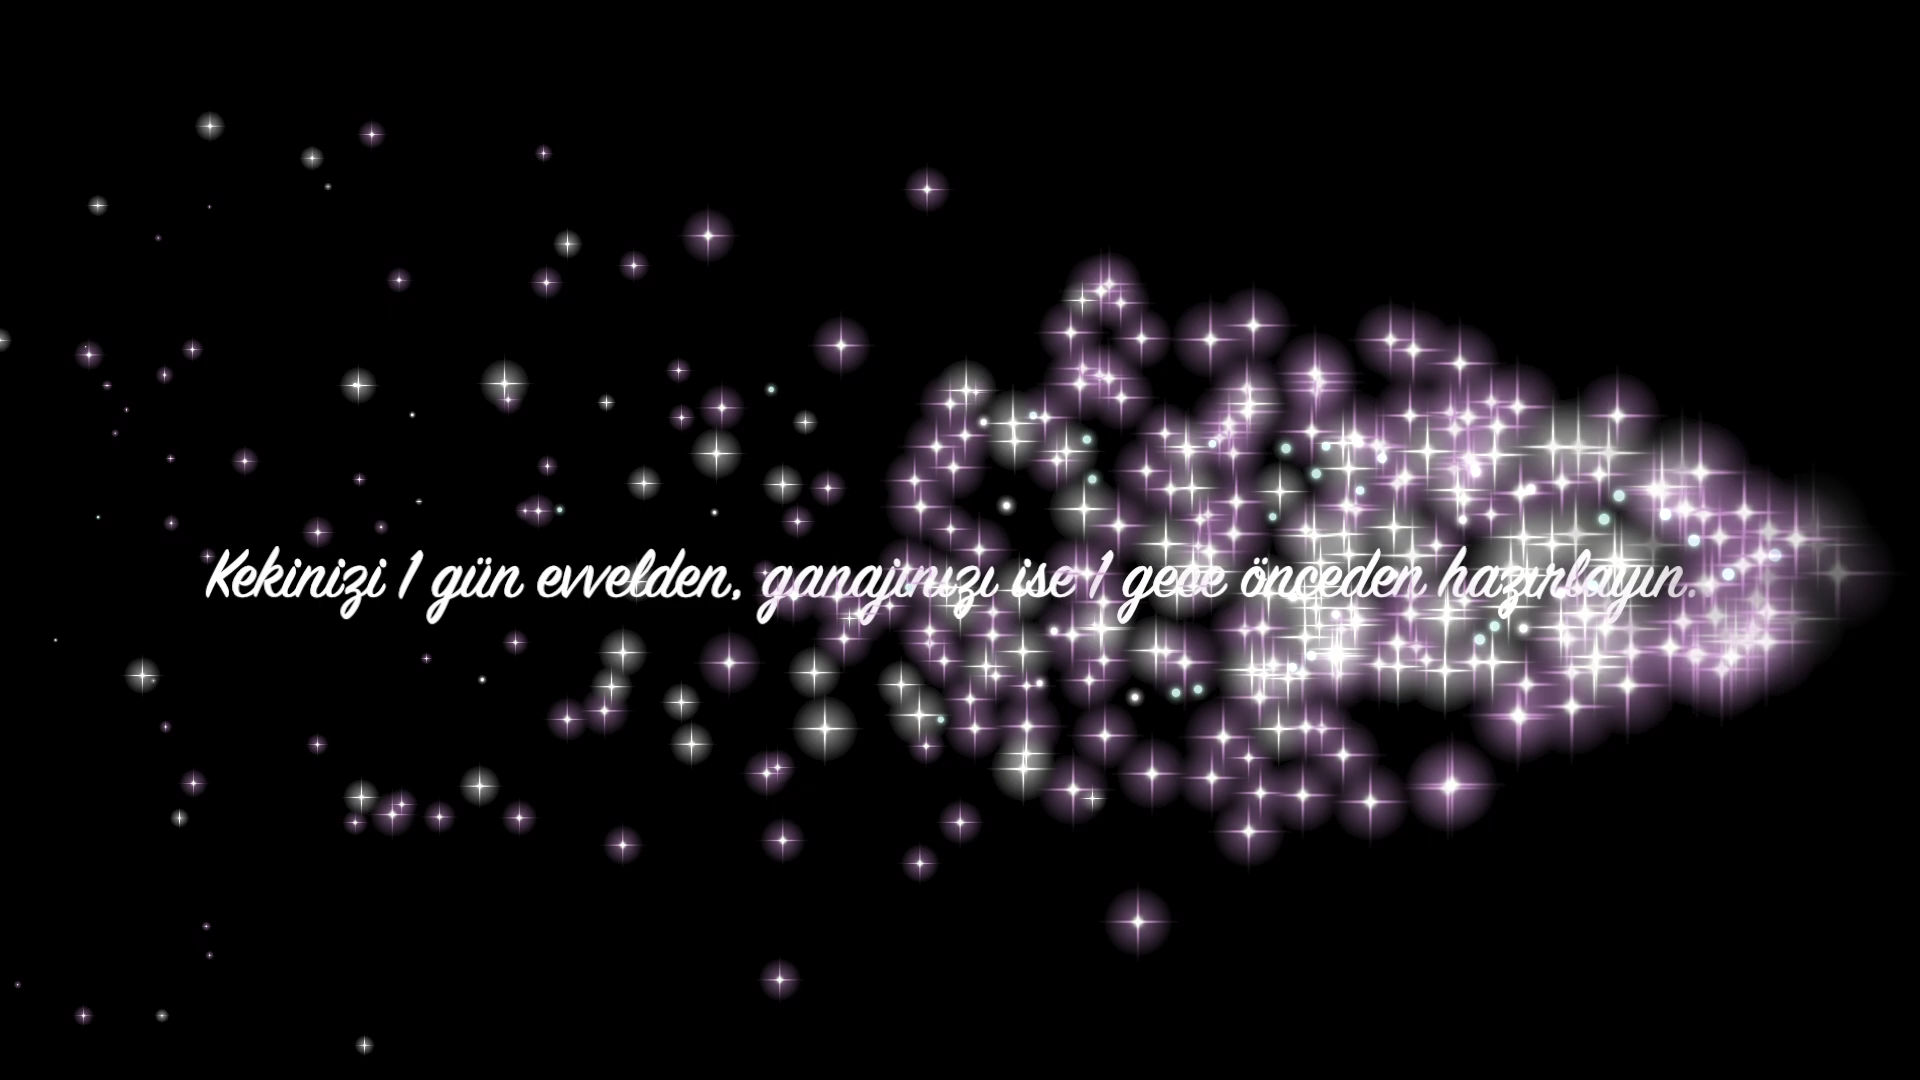 Kekinizi 1 gün evvelden, ganajınızı ise 1 gece önceden hazırlayın.